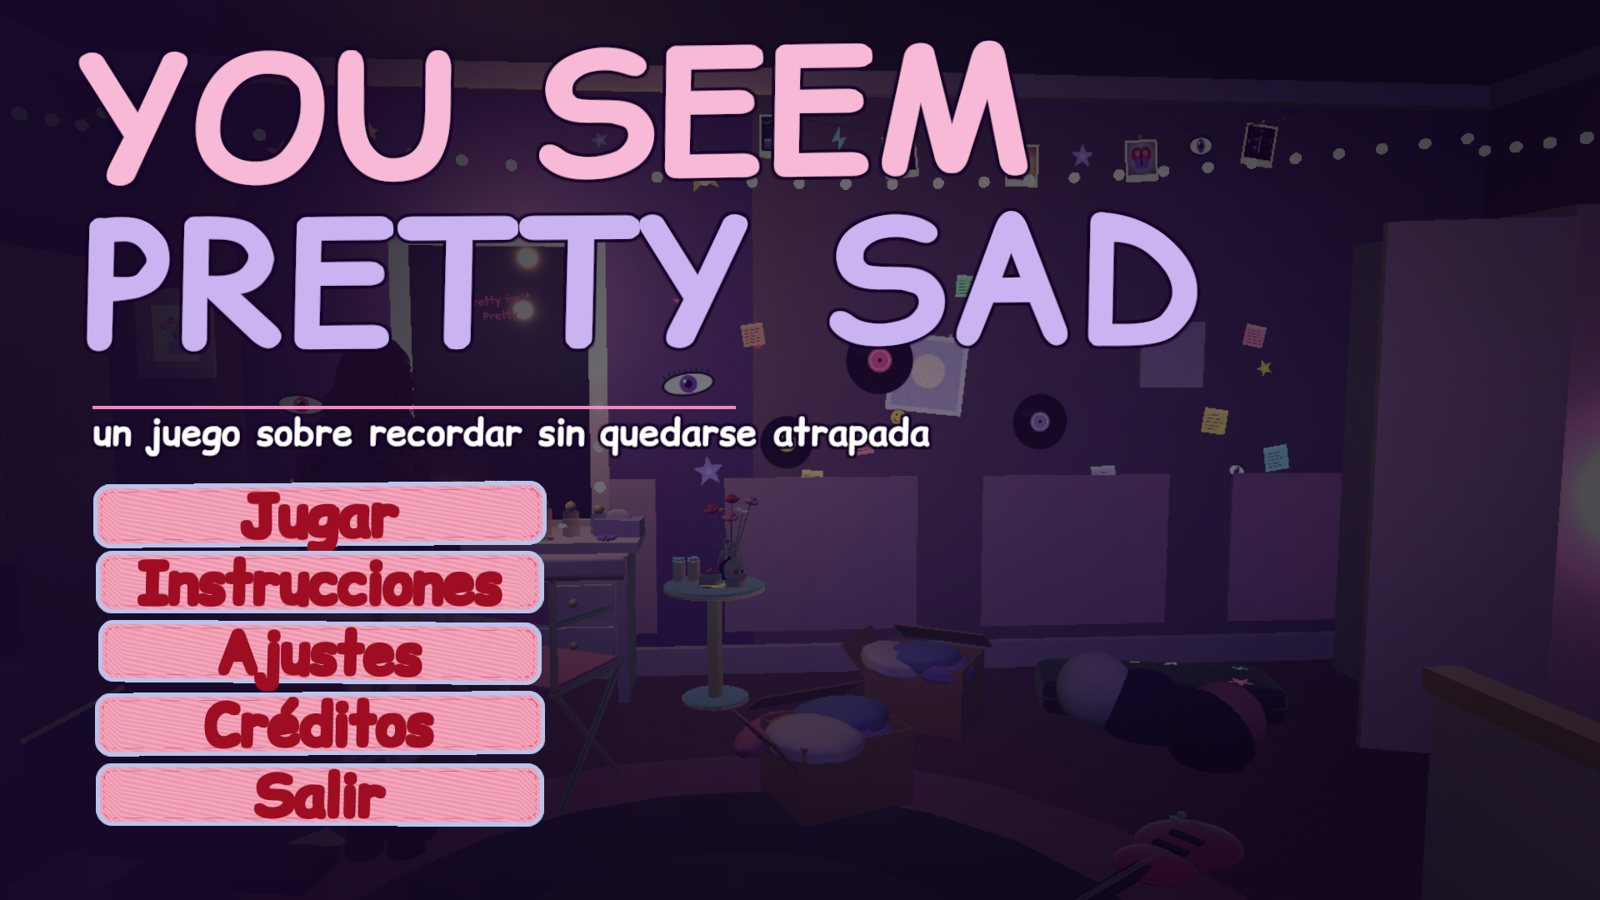 YOU SEEM
PRETTY SAD
un juego sobre recordar sin quedarse atrapada
Jugar
Instrucciones
Ajustes
Créditos
Salir